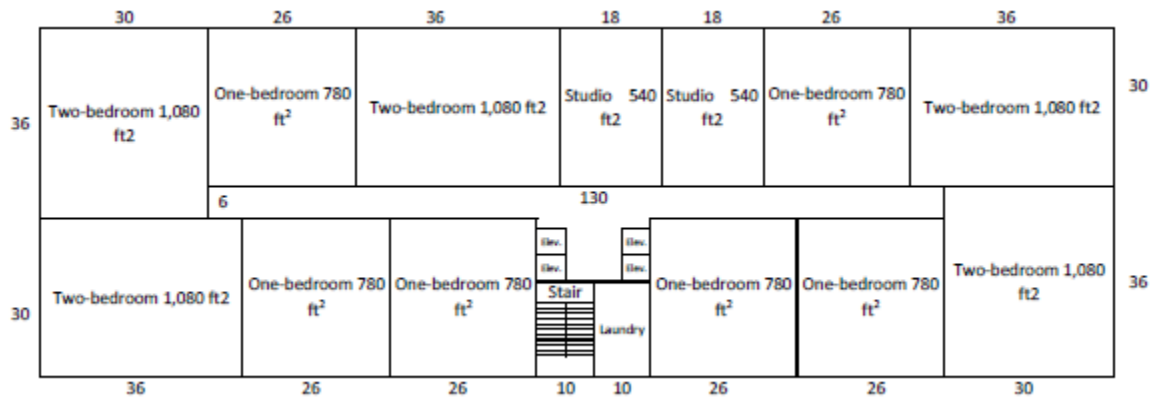 30 26 36 18 18 26 36
Two-bedroom 1,080
ft2
One-bedroom 780
ft²
Two-bedroom 1,080 ft2
Studio 540
ft2
Studio 540
ft2
One-bedroom 780
ft²
Two-bedroom 1,080 ft2
36
30
6
130
Elev.
Elev.
Elev.
Elev.
Two-bedroom 1,080 ft2
One-bedroom 780
ft²
One-bedroom 780
ft²
Stair
Laundry
One-bedroom 780
ft²
One-bedroom 780
ft²
Two-bedroom 1,080
ft2
30
36
36 26 26 10 10 26 26 30